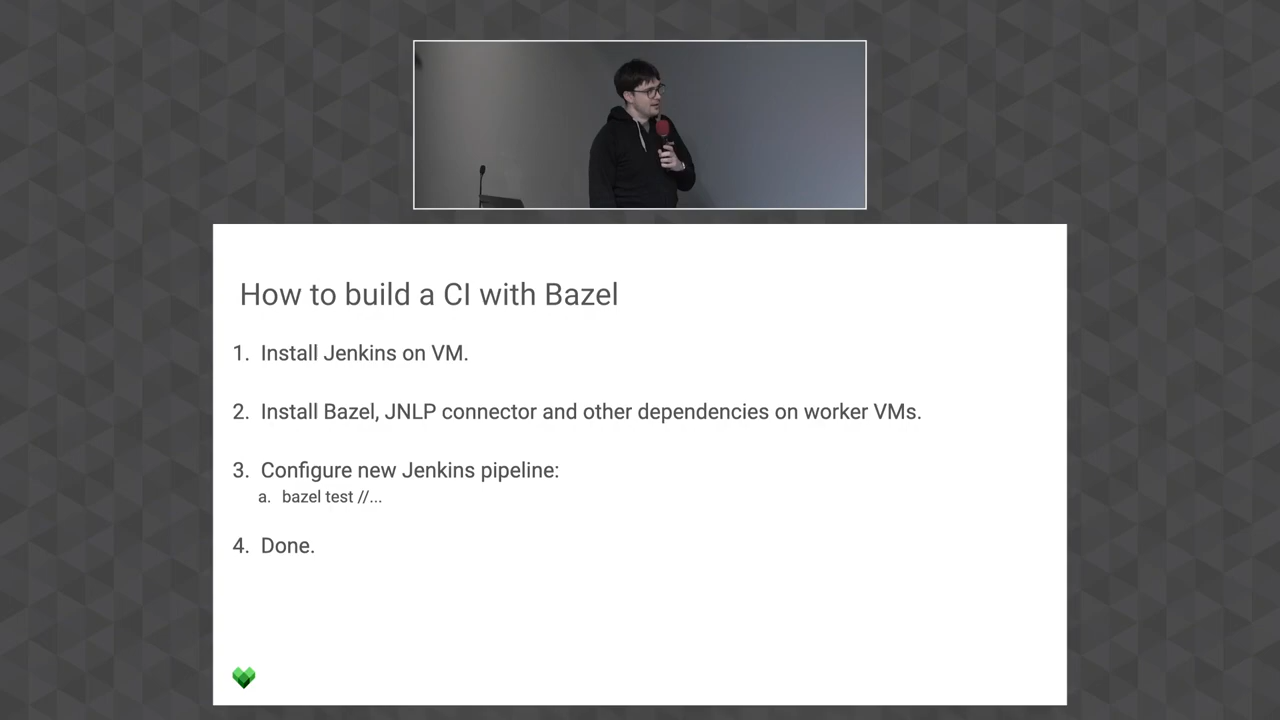 How to build a CI with Bazel
1. Install Jenkins on VM.
2. Install Bazel, JNLP connector and other dependencies on worker VMs.
3. Configure new Jenkins pipeline:
a. bazel test //...
4. Done.